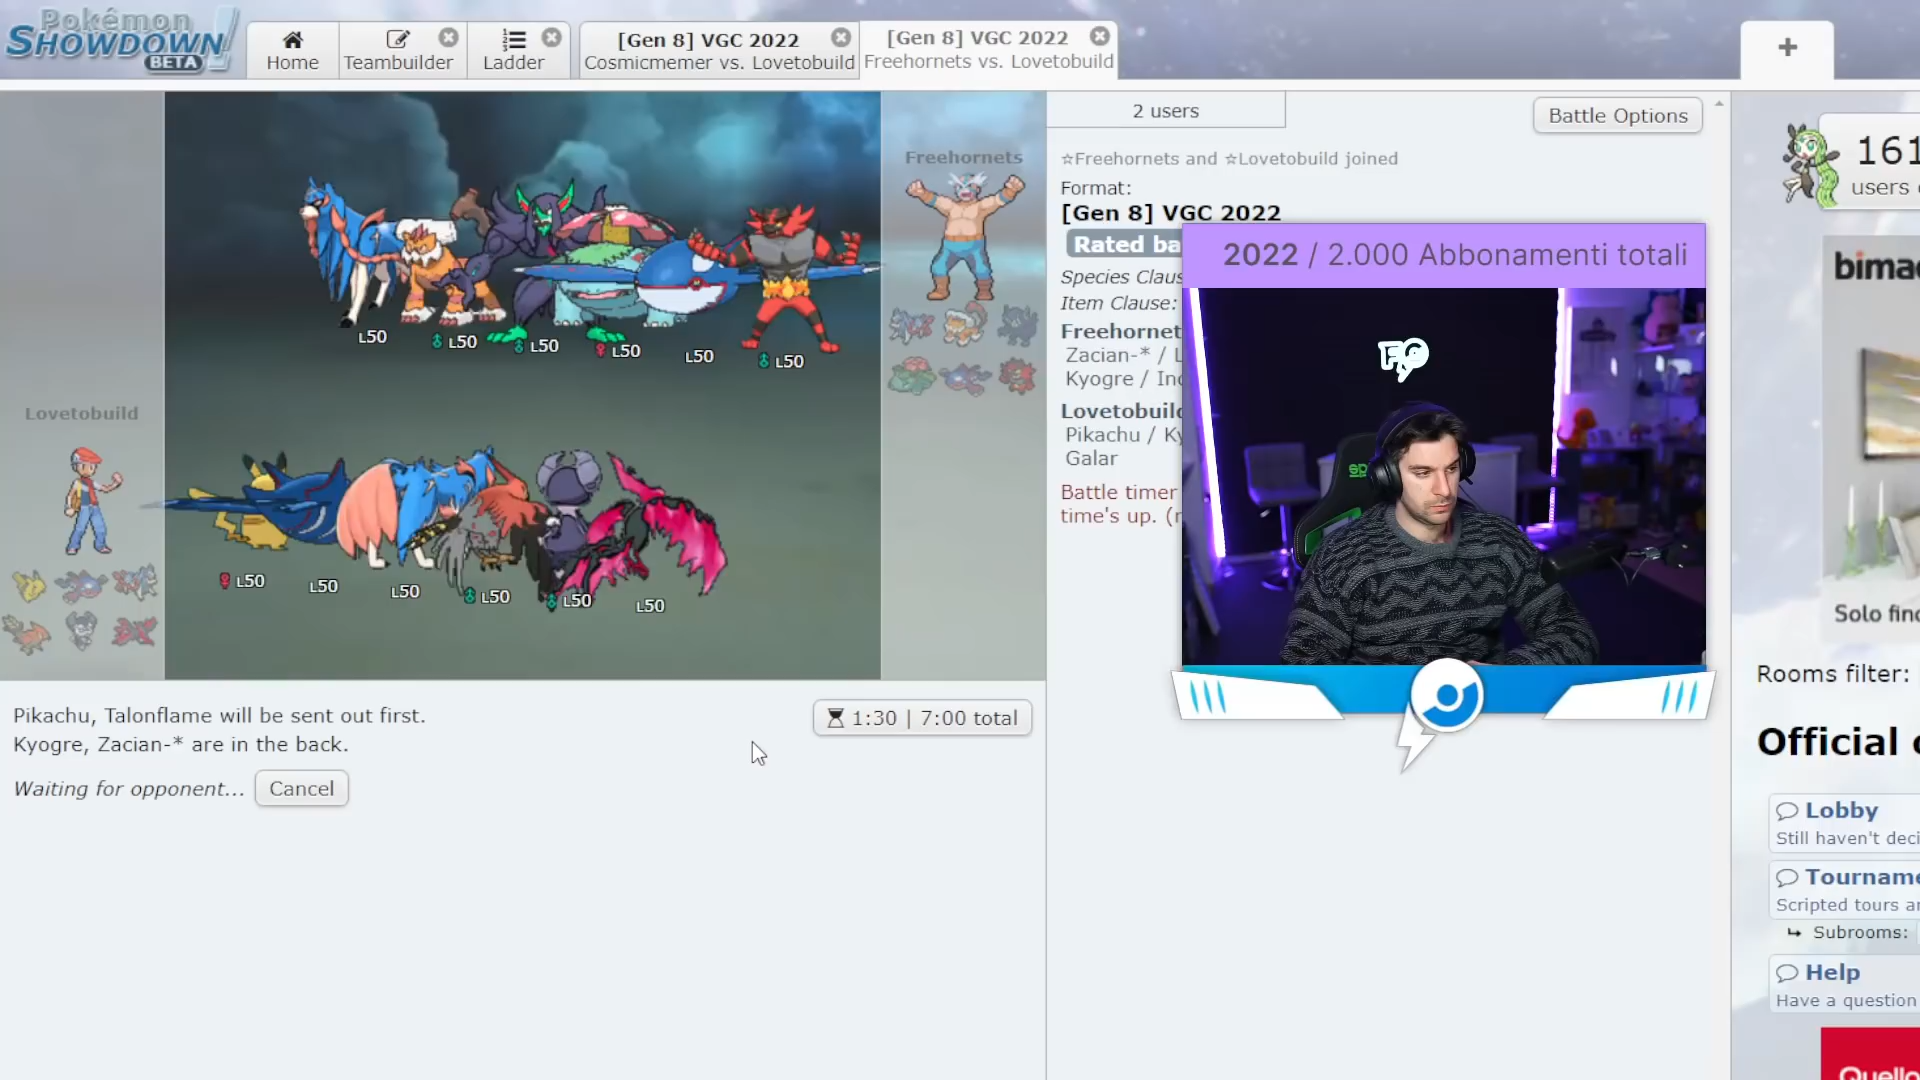 Pokémon
SHOWDOWN!
BETA
Home
Teambuilder
Ladder
[Gen 8] VGC 2022
Cosmicmemer vs. Lovetobuild
[Gen 8] VGC 2022
Freehornets vs. Lovetobuild
+
Lovetobuild
Freehornets
L50
L50
L50
L50
L50
L50
L50
L50
L50
L50
L50
L50
2 users
Battle Options
☆Freehornets and ☆Lovetobuild joined
Format:
[Gen 8] VGC 2022
Rated ba
Species Claus
Item Clause:
Freehornet
Zacian-* / L
Kyogre / Inc
Lovetobuild
Pikachu / Ky
Galar
Battle timer
time's up. (r
2022 / 2.000 Abbonamenti totali
Pikachu, Talonflame will be sent out first.
Kyogre, Zacian-* are in the back.
Waiting for opponent...
Cancel
1:30 | 7:00 total
161
users o
bima
Solo fino
Rooms filter:
Official c
Lobby
Still haven't deci
Tourname
Scripted tours an
↳ Subrooms:
Help
Have a question
Quello